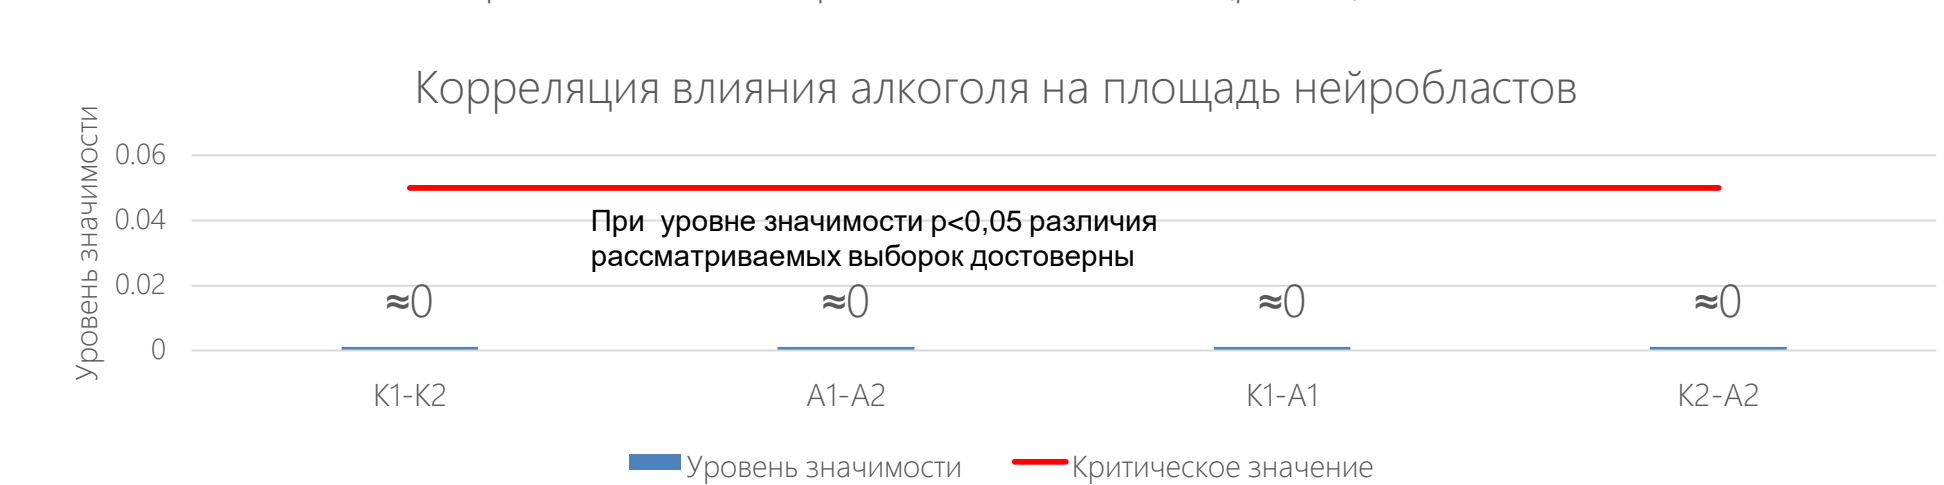 Корреляция влияния алкоголя на площадь нейробластов
Уровень значимости
0.06
0.04
0.02
0
При уровне значимости р<0,05 различия
рассматриваемых выборок достоверны
≈0 ≈0 ≈0 ≈0
К1-К2 А1-А2 К1-А1 К2-А2
Уровень значимости Критическое значение